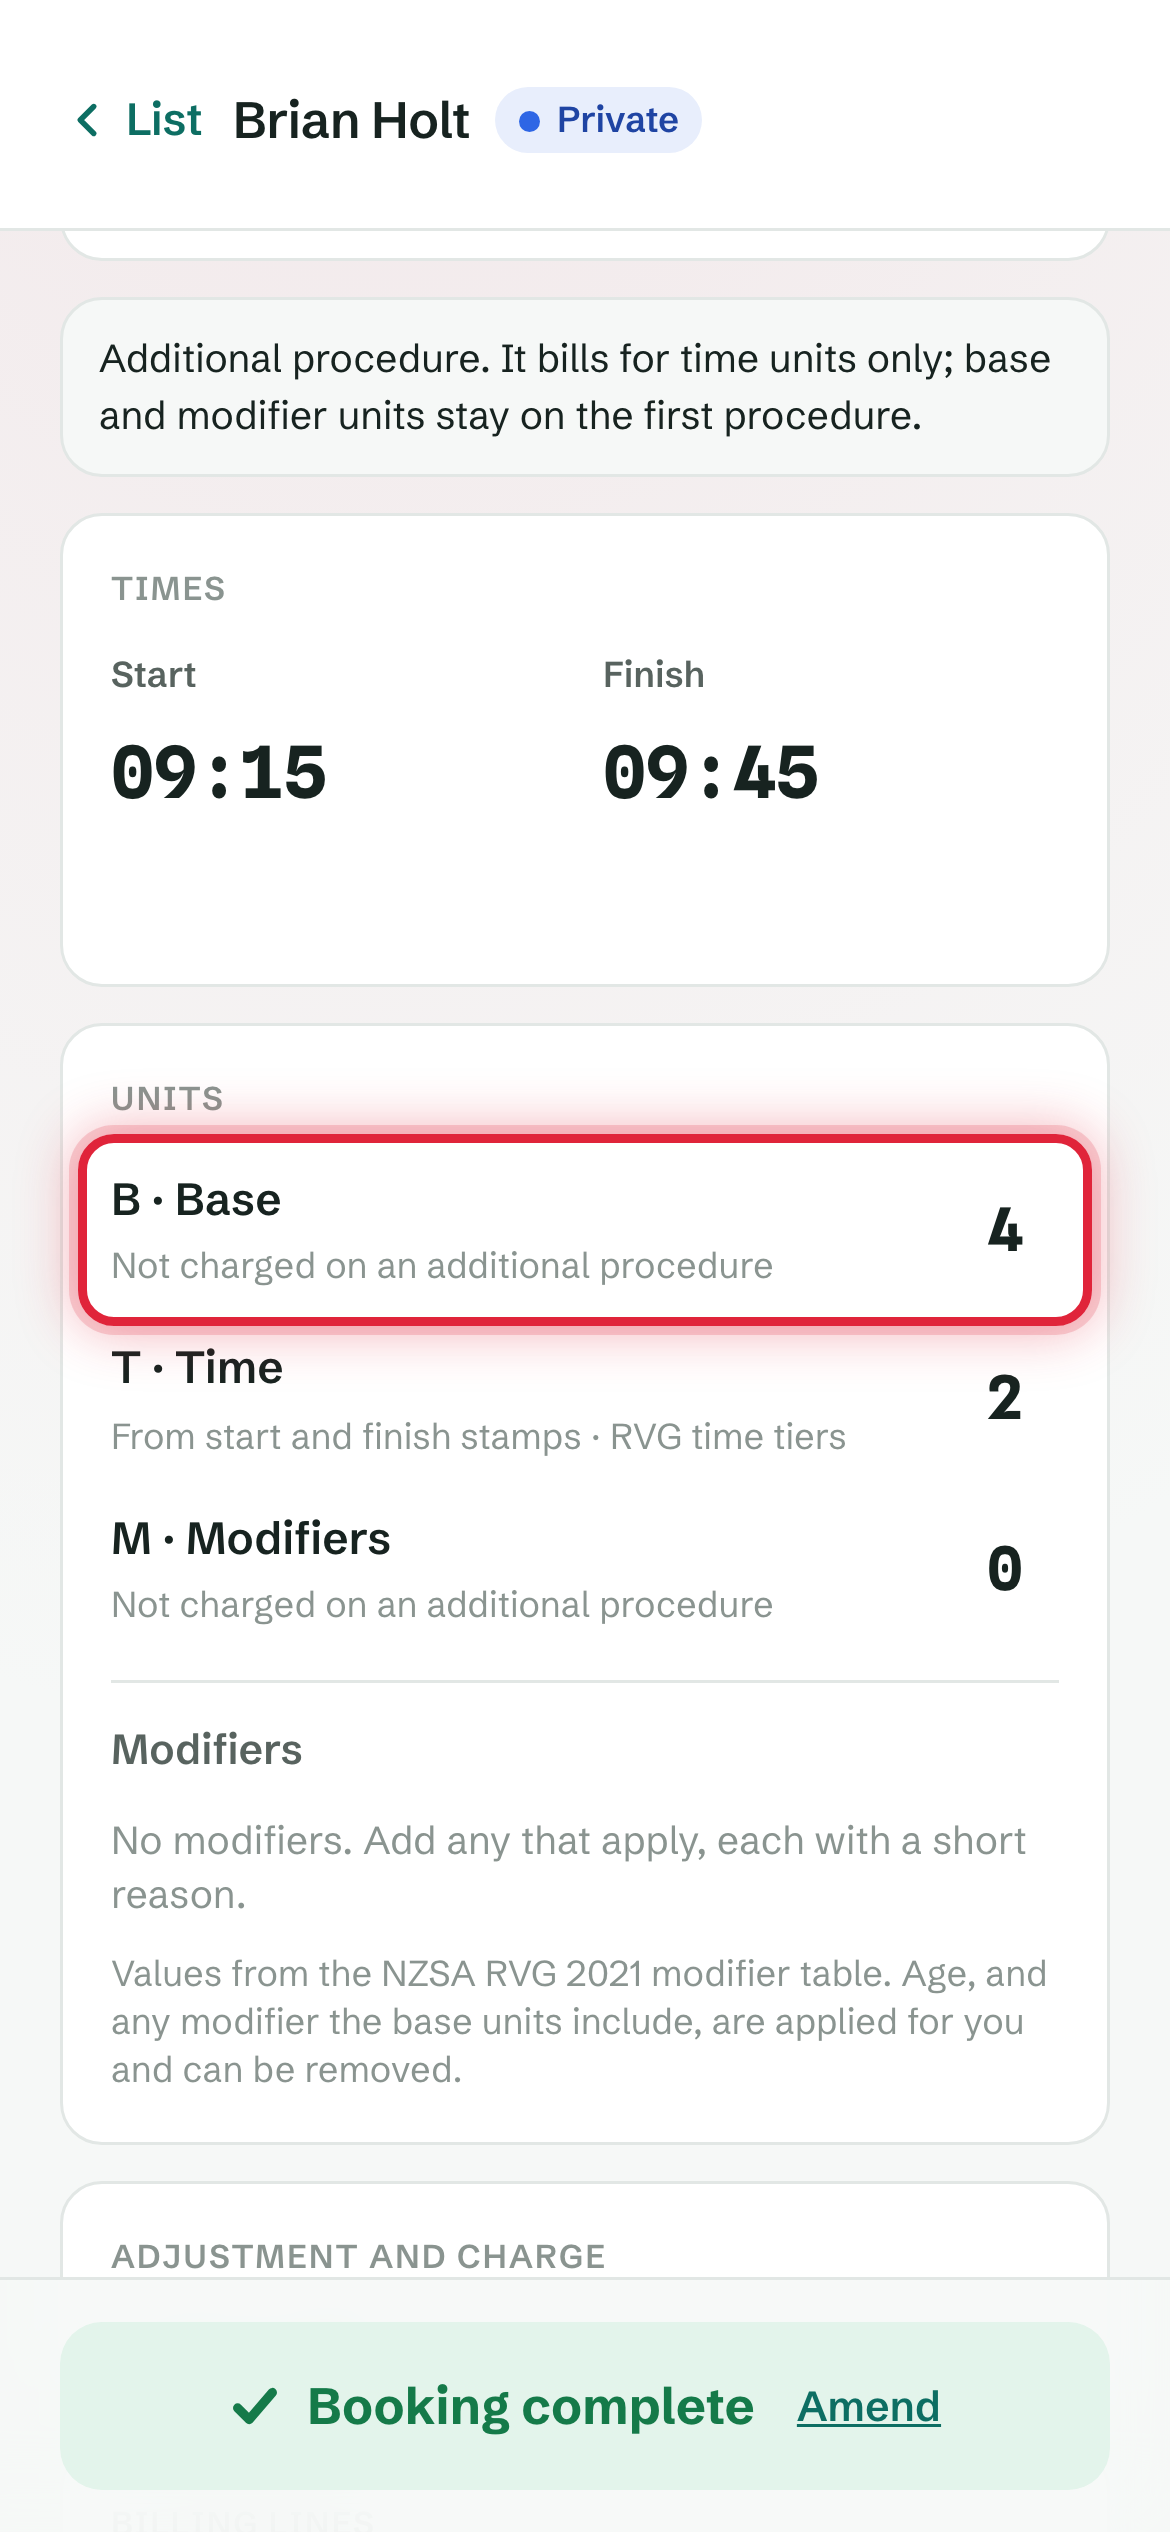 List Brian Holt Private
Additional procedure. It bills for time units only; base
and modifier units stay on the first procedure.
TIMES
Start Finish
09:15 09:45
UNITS
B · Base
4
Not charged on an additional procedure
T · Time
2
From start and finish stamps · RVG time tiers
M · Modifiers
0
Not charged on an additional procedure
Modifiers
No modifiers. Add any that apply, each with a short
reason.
Values from the NZSA RVG 2021 modifier table. Age, and
any modifier the base units include, are applied for you
and can be removed.
ADJUSTMENT AND CHARGE
Booking complete Amend
BILLING LINES